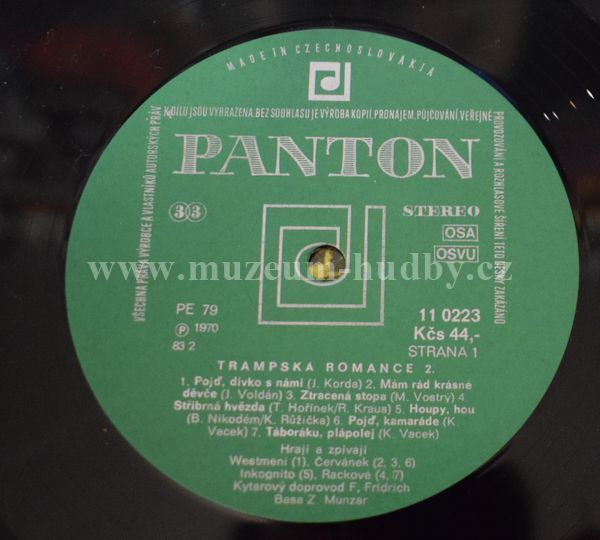 MADE IN CZECHOSLOVAKIA
VŠECHNA PRÁVA VÝROBCE A VLASTNÍKŮ AUTORSKÝCH PRÁV K DÍLU JSOU VYHRAZENA. BEZ SOUHLASU JE VÝROBA KOPIÍ, PRONÁJEM, PŮJČOVÁNÍ VEŘEJNÉ PROVOZOVÁNÍ A ROZHLASOVÉ ŠÍŘENÍ TÉTO DESKY ZAKÁZÁNO
PANTON
33
STEREO
OSA
OSVU
www.muzeum-hudby.cz
PE 79
℗ 1970
83 2
11 0223
Kčs 44,-
STRANA 1
TRAMPSKÁ ROMANCE 2.
1. Pojď, dívko s námi (J. Korda) 2. Mám rád krásné
děvče (J. Voldán) 3. Ztracená stopa (M. Vostrý) 4.
Stříbrná hvězda (T. Hořínek/R. Kraus) 5. Houpy, hou
(B. Nikodém/K. Růžička) 6. Pojď, kamaráde (K.
Vacek) 7. Táboráku, plápolej (K. Vacek)
Hrají a zpívají
Westmeni (1), Červánek (2, 3, 6)
Inkognito (5), Rackové (4, 7)
Kytarový doprovod F. Fridrich
Basa Z Munzar